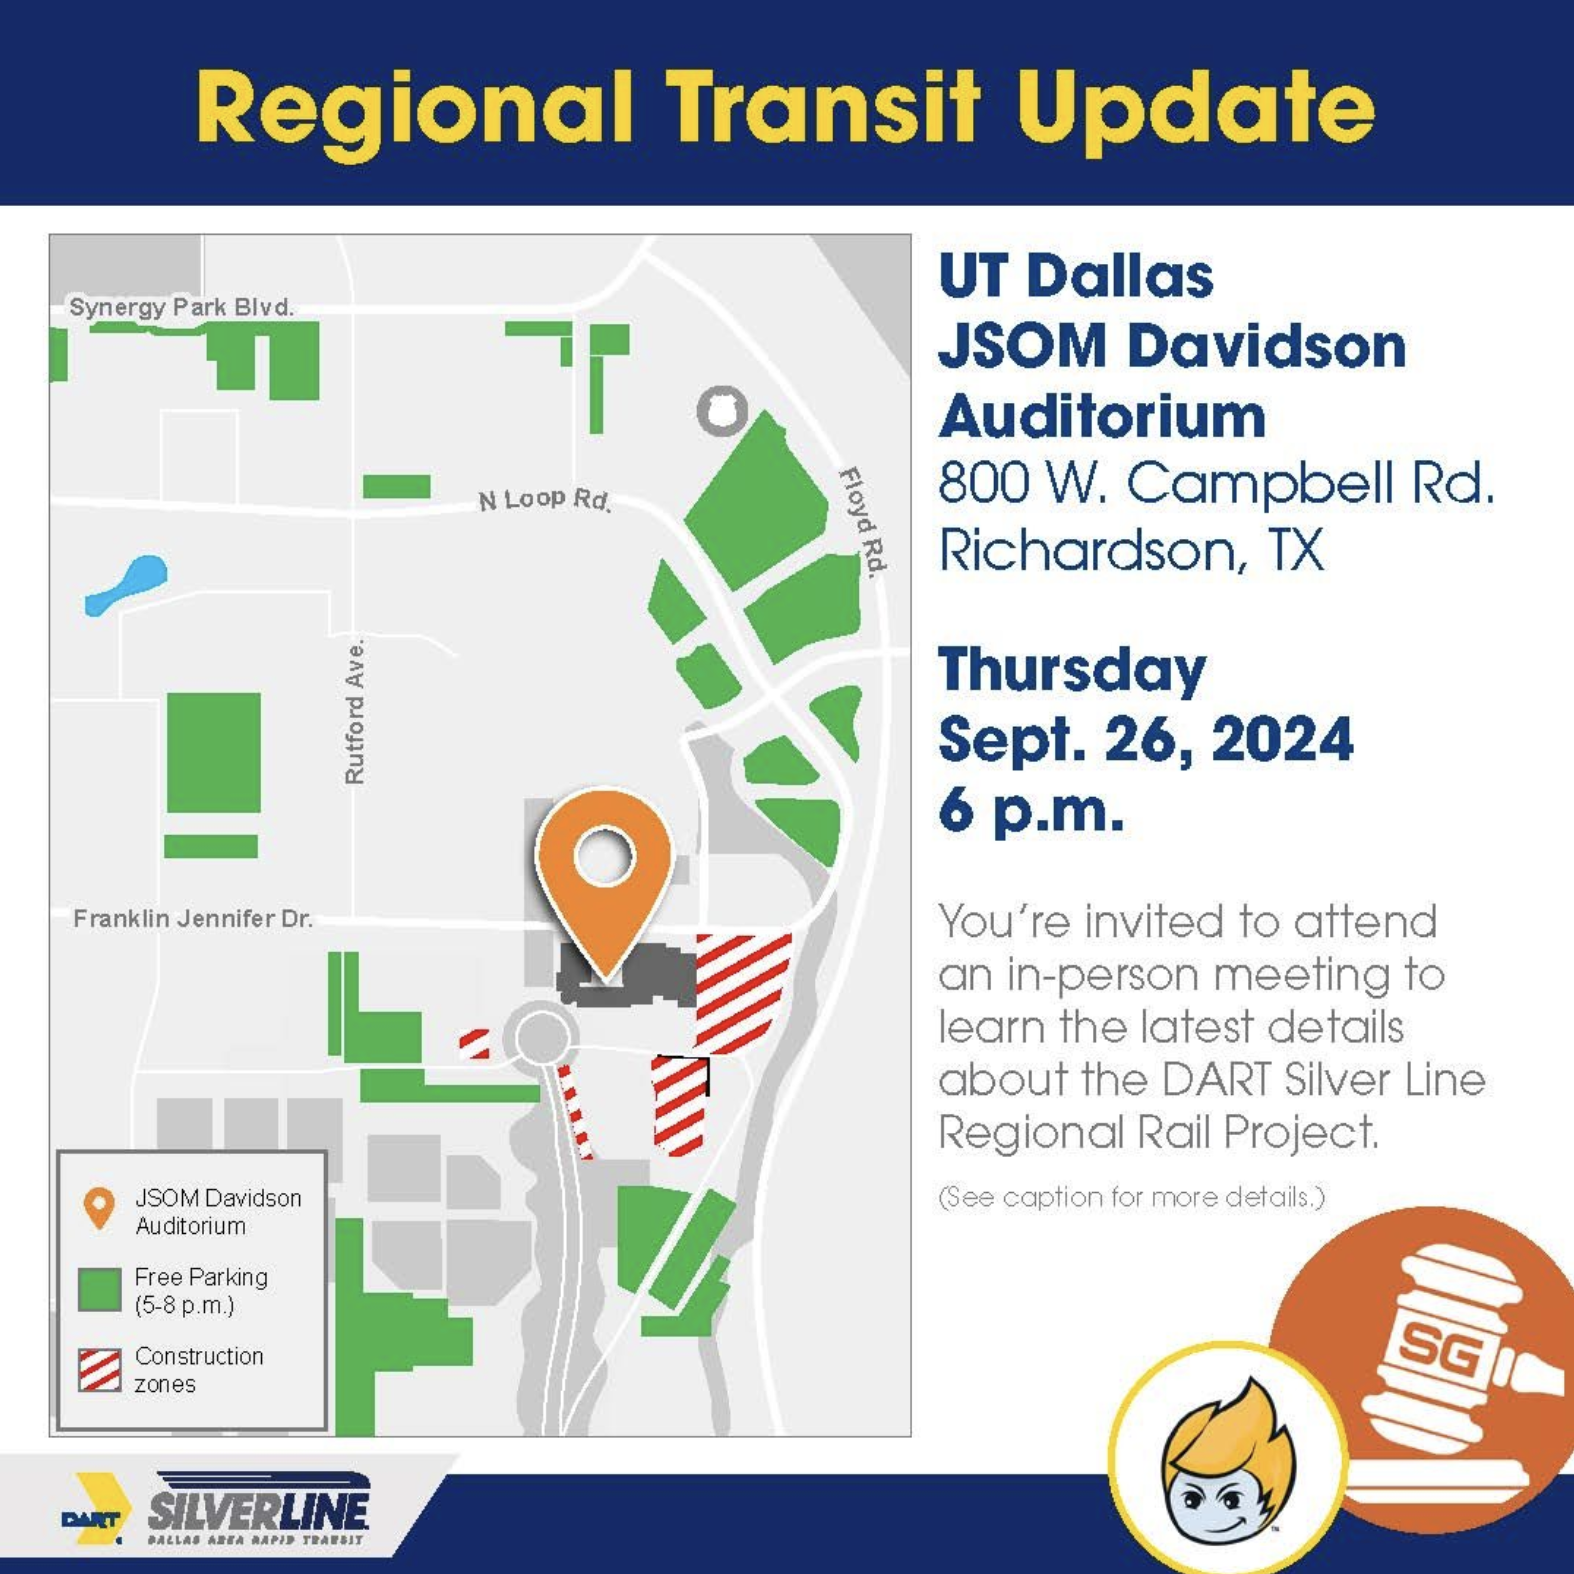 Regional Transit Update
Synergy Park Blvd.
N Loop Rd.
Floyd Rd.
Rutford Ave.
Franklin Jennifer Dr.
JSOM Davidson
Auditorium
Free Parking
(5-8 p.m.)
Construction
zones
UT Dallas
JSOM Davidson
Auditorium
800 W. Campbell Rd.
Richardson, TX
Thursday
Sept. 26, 2024
6 p.m.
You're invited to attend
an in-person meeting to
learn the latest details
about the DART Silver Line
Regional Rail Project.
(See caption for more details.)
SG
TM
DART
SILVERLINE
DALLAS AREA RAPID TRANSIT